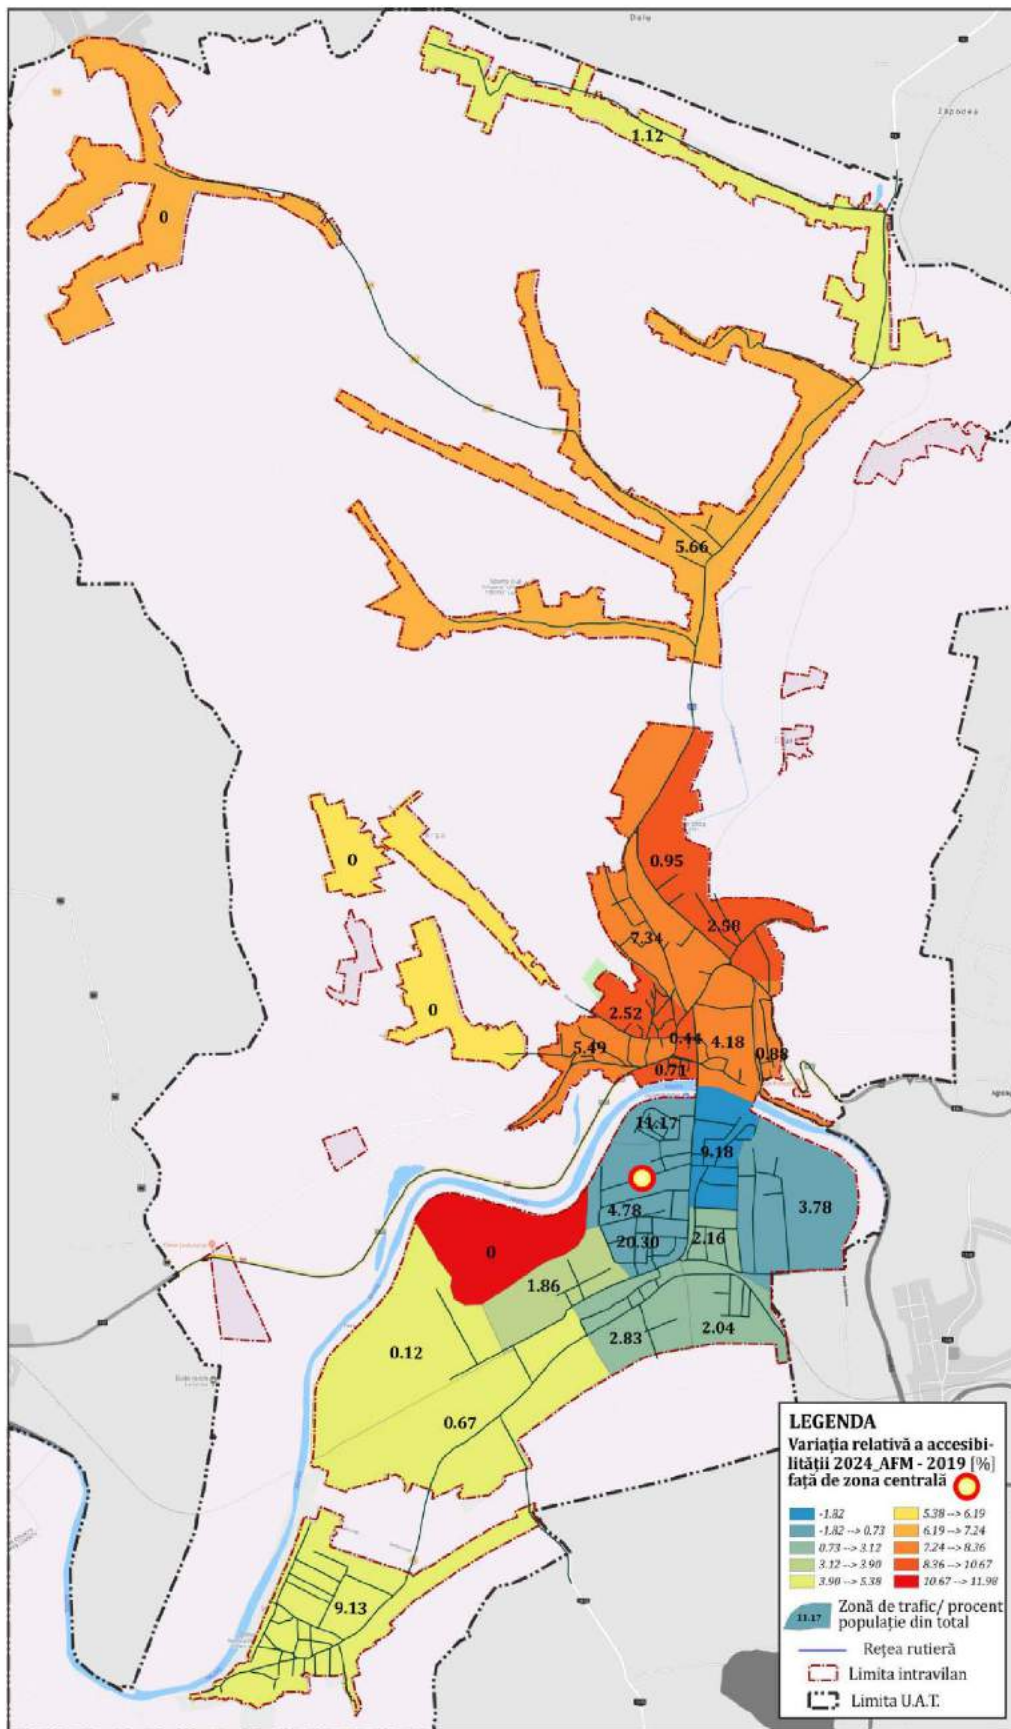 1.12
0
5.66
0
0.95
2.58
7.34
0
2.52
0.44
4.18
5.49
0.88
0.71
11.17
9.18
4.78
3.78
20.30
2.16
0
1.86
2.83
2.04
0.12
0.67
9.13
LEGENDA
Variația relativă a accesibi-
lității 2024_AFM - 2019 [%]
față de zona centrală
-1.82
-1.82 --> 0.73
0.73 --> 3.12
3.12 --> 3.90
3.90 --> 5.38
5.38 --> 6.19
6.19 --> 7.24
7.24 --> 8.36
8.36 --> 10.67
10.67 --> 11.98
11.17
Zonă de trafic/ procent
populație din total
Rețea rutieră
Limita intravilan
Limita U.A.T.